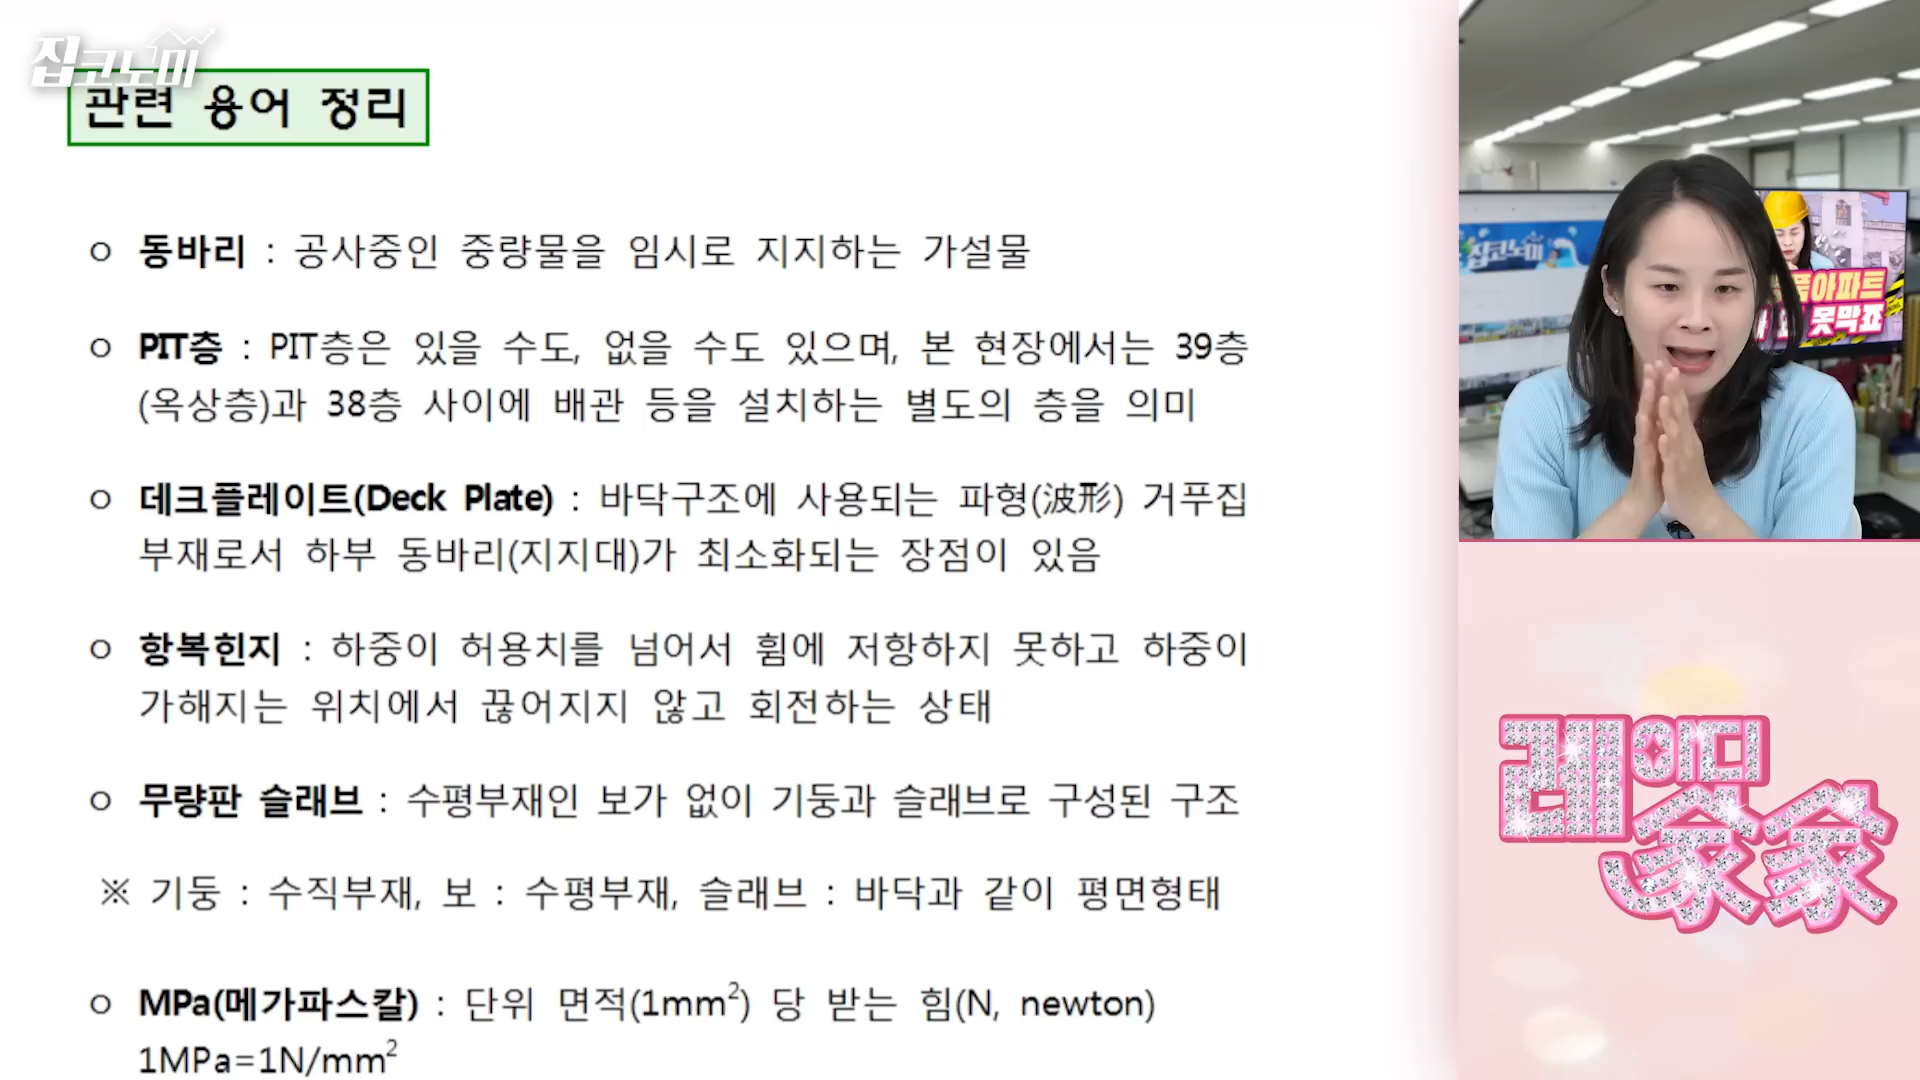 집코노미
관련 용어 정리
○ 동바리 : 공사중인 중량물을 임시로 지지하는 가설물
○ PIT층 : PIT층은 있을 수도, 없을 수도 있으며, 본 현장에서는 39층
(옥상층)과 38층 사이에 배관 등을 설치하는 별도의 층을 의미
○ 데크플레이트(Deck Plate) : 바닥구조에 사용되는 파형(波形) 거푸집
부재로서 하부 동바리(지지대)가 최소화되는 장점이 있음
○ 항복힌지 : 하중이 허용치를 넘어서 휨에 저항하지 못하고 하중이
가해지는 위치에서 끊어지지 않고 회전하는 상태
○ 무량판 슬래브 : 수평부재인 보가 없이 기둥과 슬래브로 구성된 구조
※ 기둥 : 수직부재, 보 : 수평부재, 슬래브 : 바닥과 같이 평면형태
○ MPa(메가파스칼) : 단위 면적(1mm²) 당 받는 힘(N, newton)
1MPa=1N/mm²
집코노미
아파트
못막죠
레이디
家家